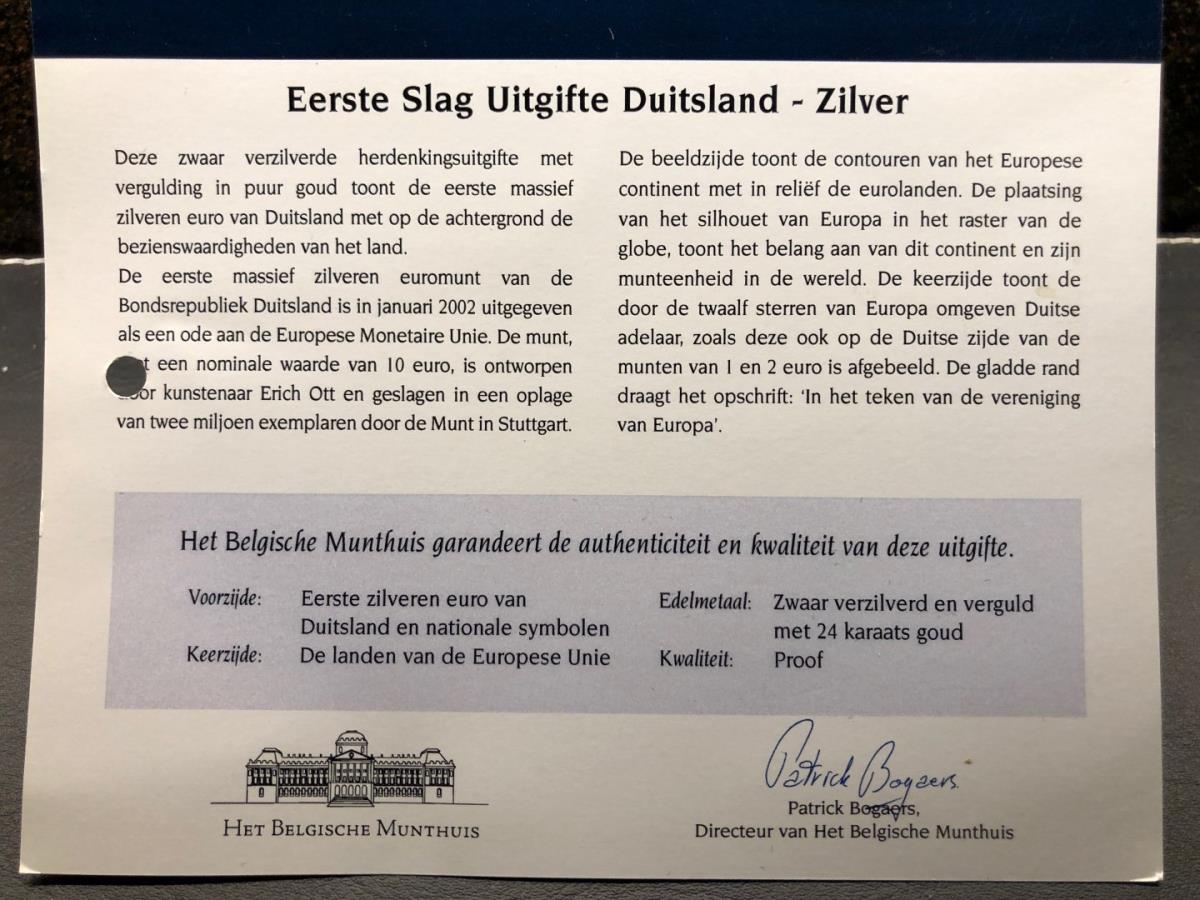 Eerste Slag Uitgifte Duitsland - Zilver
Deze zwaar verzilverde herdenkingsuitgifte met
vergulding in puur goud toont de eerste massief
zilveren euro van Duitsland met op de achtergrond de
bezienswaardigheden van het land.
De eerste massief zilveren euromunt van de
Bondsrepubliek Duitsland is in januari 2002 uitgegeven
als een ode aan de Europese Monetaire Unie. De munt,
een nominale waarde van 10 euro, is ontworpen
kunstenaar Erich Ott en geslagen in een oplage
van twee miljoen exemplaren door de Munt in Stuttgart.
De beeldzijde toont de contouren van het Europese
continent met in reliëf de eurolanden. De plaatsing
van het silhouet van Europa in het raster van de
globe, toont het belang aan van dit continent en zijn
munteenheid in de wereld. De keerzijde toont de
door de twaalf sterren van Europa omgeven Duitse
adelaar, zoals deze ook op de Duitse zijde van de
munten van 1 en 2 euro is afgebeeld. De gladde rand
draagt het opschrift: 'In het teken van de vereniging
van Europa'.
Het Belgische Munthuis garandeert de authenticiteit en kwaliteit van deze uitgifte.
Voorzijde: Eerste zilveren euro van
Duitsland en nationale symbolen
Keerzijde: De landen van de Europese Unie
Edelmetaal: Zwaar verzilverd en verguld
met 24 karaats goud
Kwaliteit: Proof
HET BELGISCHE MUNTHUIS
Patrick Bogaers
Patrick Bogaers,
Directeur van Het Belgische Munthuis